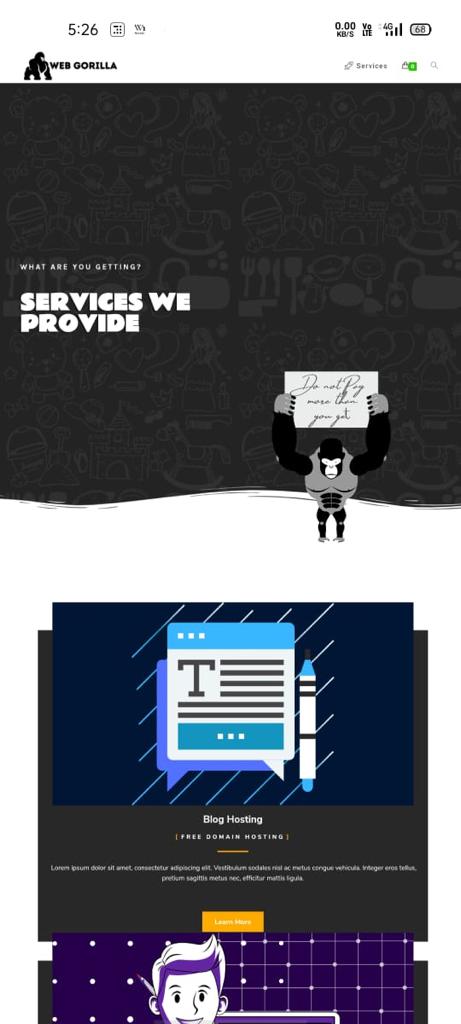 5:26
0.00 KB/S
Vo LTE
4G
68
WEB GORILLA
Services
0
WHAT ARE YOU GETTING?
SERVICES WE
PROVIDE
Do not Pay
more than
you get
T
Blog Hosting
[ FREE DOMAIN HOSTING ]
Lorem ipsum dolor sit amet, consectetur adipiscing elit. Vestibulum sodales nisl ac metus congue vehicula. Integer eros tellus,
pretium sagittis metus nec, efficitur mattis ligula.
Learn More